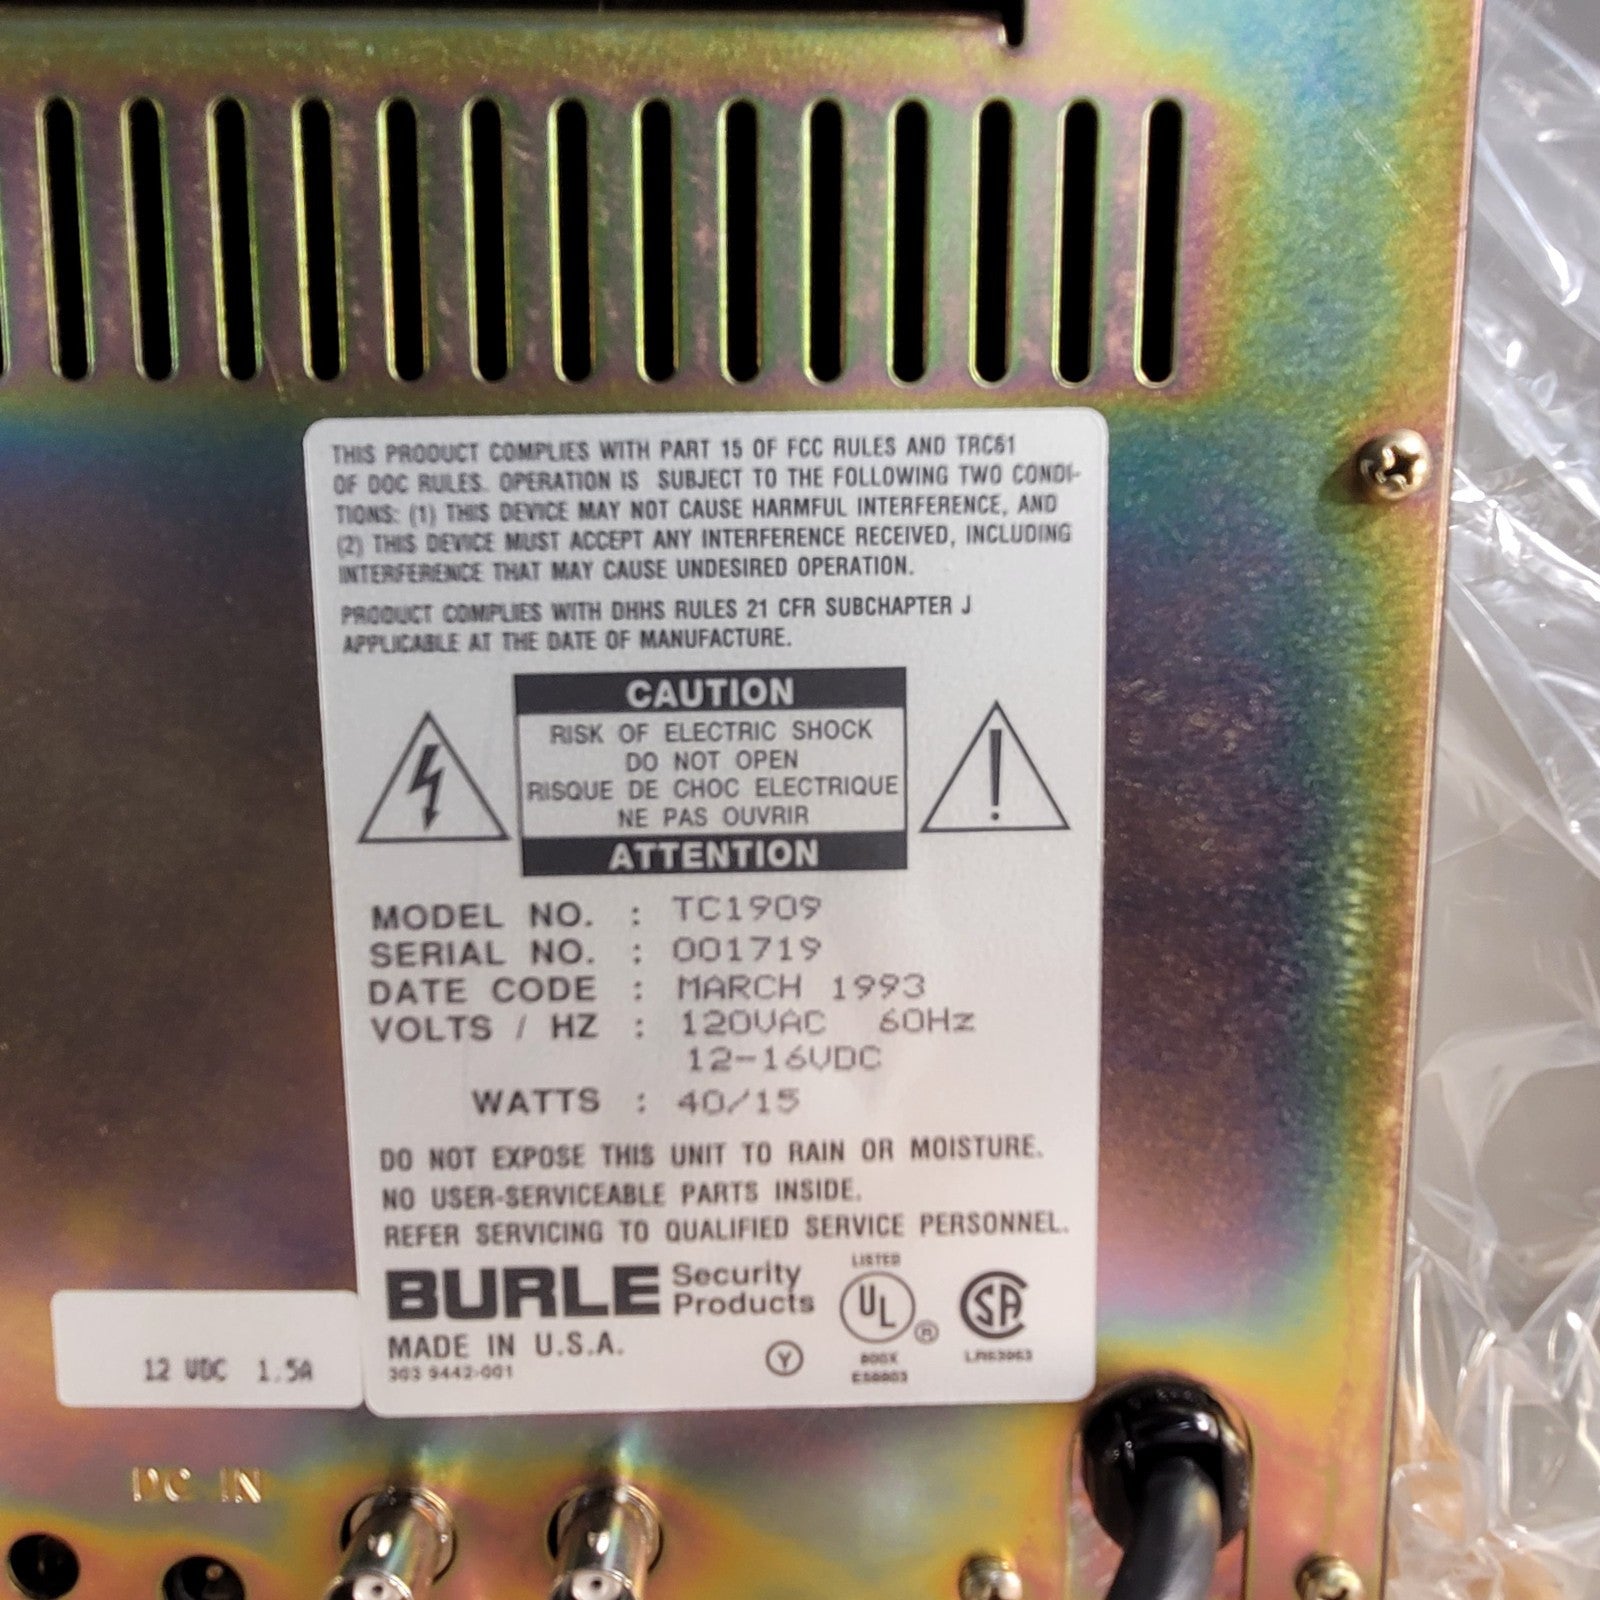 THIS PRODUCT COMPLIES WITH PART 15 OF FCC RULES AND TRC61
OF DOC RULES. OPERATION IS SUBJECT TO THE FOLLOWING TWO CONDI-
TIONS: (1) THIS DEVICE MAY NOT CAUSE HARMFUL INTERFERENCE, AND
(2) THIS DEVICE MUST ACCEPT ANY INTERFERENCE RECEIVED, INCLUDING
INTERFERENCE THAT MAY CAUSE UNDESIRED OPERATION.
PRODUCT COMPLIES WITH DHHS RULES 21 CFR SUBCHAPTER J
APPLICABLE AT THE DATE OF MANUFACTURE.
CAUTION
RISK OF ELECTRIC SHOCK
DO NOT OPEN
RISQUE DE CHOC ELECTRIQUE
NE PAS OUVRIR
ATTENTION
MODEL NO. : TC1909
SERIAL NO. : 001719
DATE CODE : MARCH 1993
VOLTS / HZ : 120VAC 60Hz
12-16VDC
WATTS : 40/15
DO NOT EXPOSE THIS UNIT TO RAIN OR MOISTURE.
NO USER-SERVICEABLE PARTS INSIDE.
REFER SERVICING TO QUALIFIED SERVICE PERSONNEL.
BURLE Security Products
MADE IN U.S.A.
303 9442-001
Y
LISTED
UL ®
SA
12 VDC 1.5A
DC IN